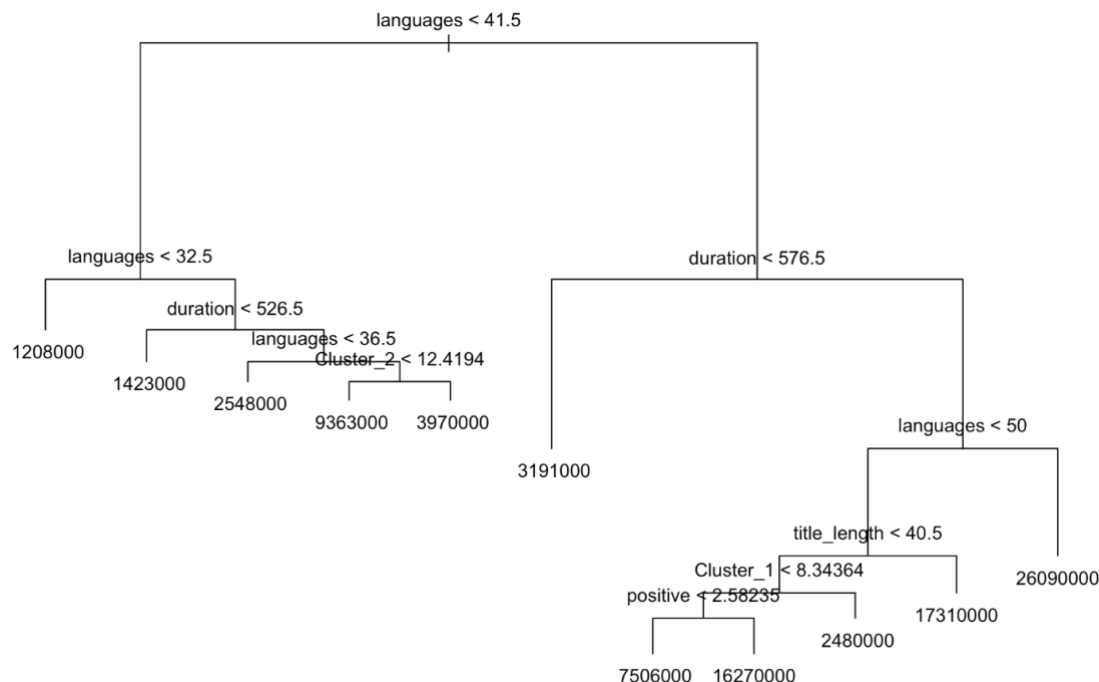 languages < 41.5
languages < 32.5
duration < 576.5
duration < 526.5
languages < 36.5
1208000
Cluster_2 < 12.4194
1423000
2548000
9363000 3970000
languages < 50
3191000
title_length < 40.5
Cluster_1 < 8.34364
26090000
positive < 2.58235
17310000
2480000
7506000 16270000